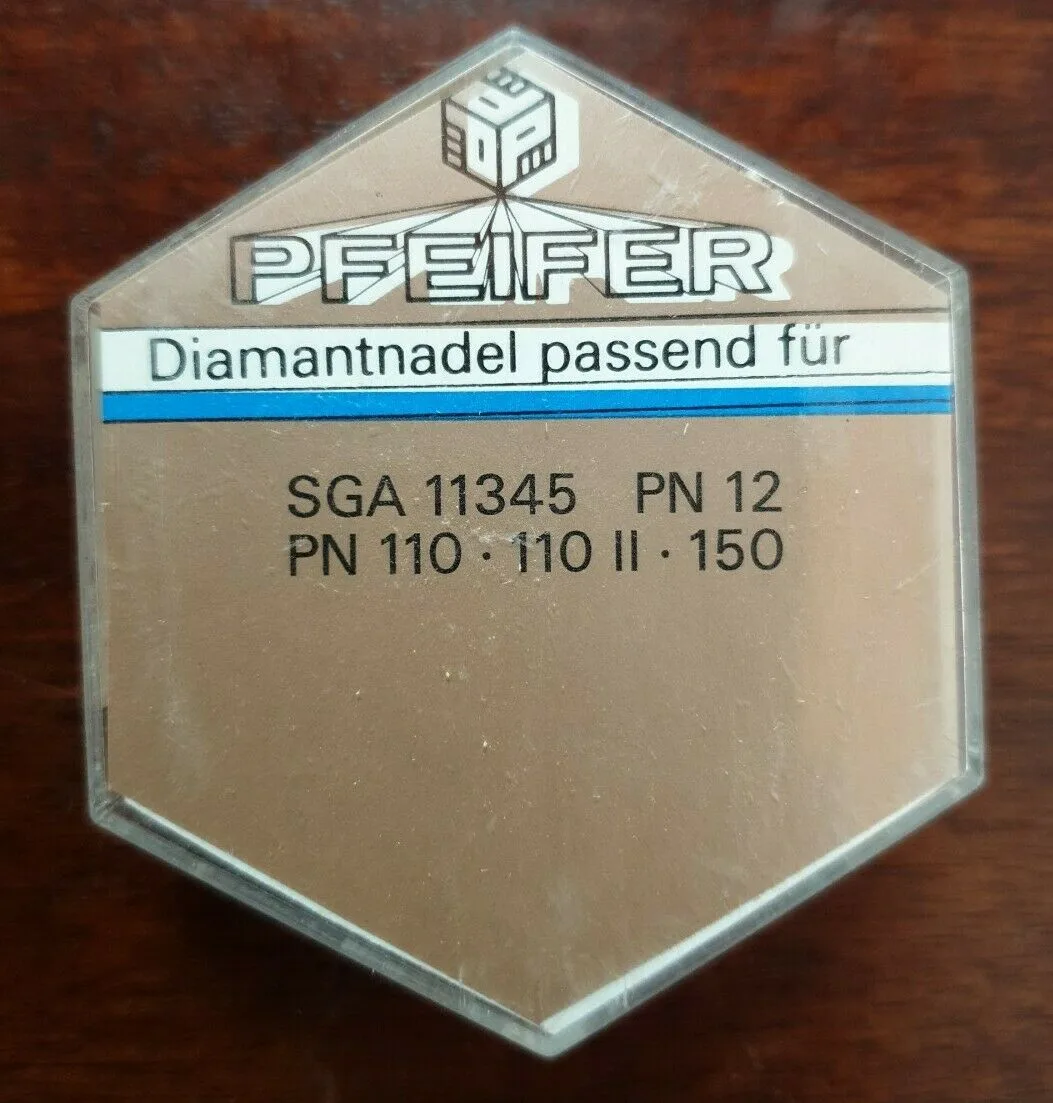 PFEIFER
Diamantnadel passend für
SGA 11345 PN 12
PN 110 · 110 II · 150